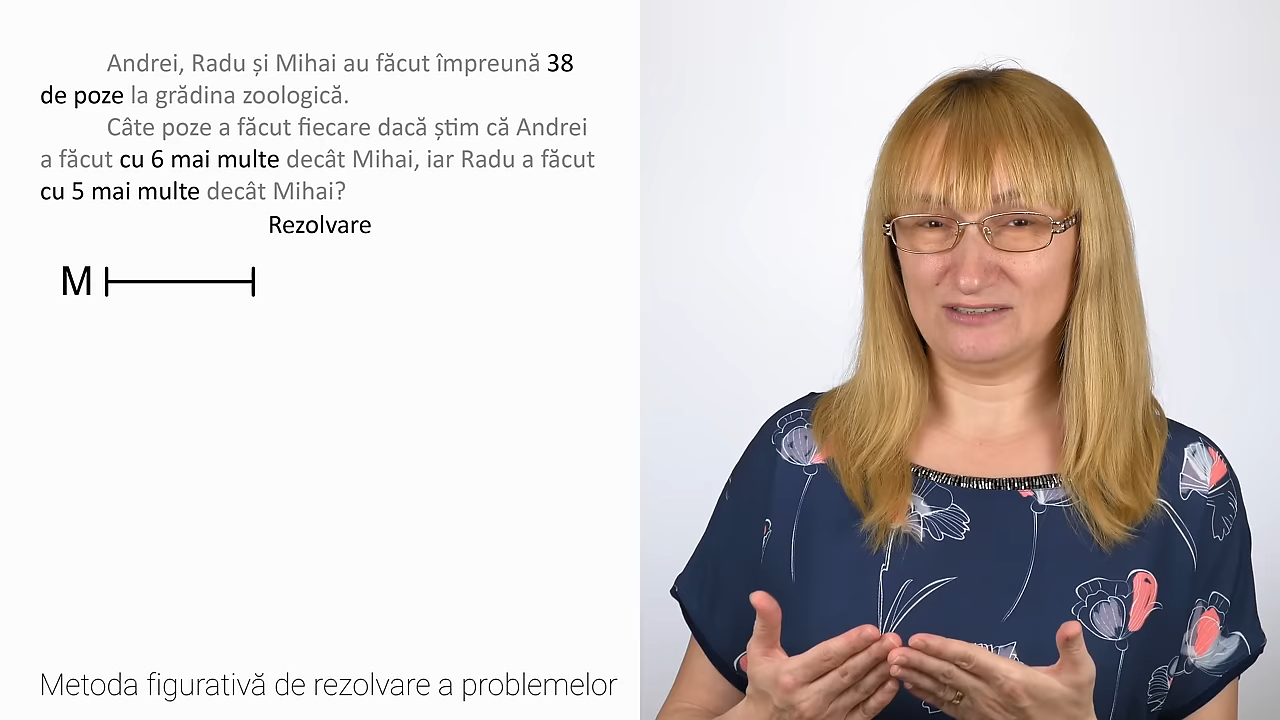 Andrei, Radu și Mihai au făcut împreună 38
de poze la grădina zoologică.
Câte poze a făcut fiecare dacă știm că Andrei
a făcut cu 6 mai multe decât Mihai, iar Radu a făcut
cu 5 mai multe decât Mihai?
Rezolvare
M
Metoda figurativă de rezolvare a problemelor